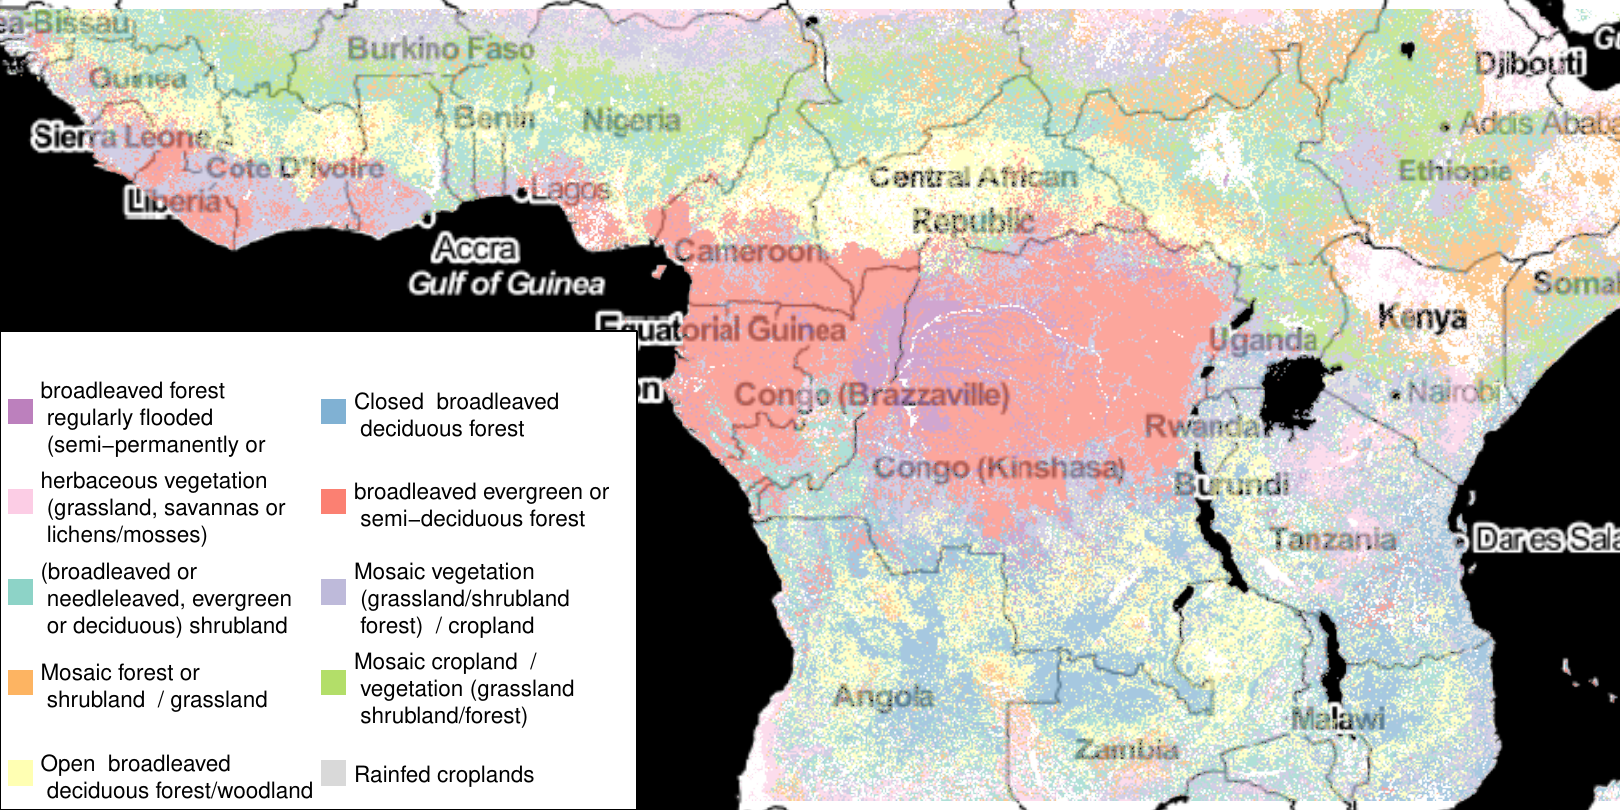 ea-Bissau
Burkino Faso
Gu
Djibouti
Guinea
Benin
Nigeria
Addis Ababa
Sierra Leone
Cote D'Ivoire
Central African
Republic
Ethiopie
Liberia
Lagos
Accra
Cameroon
Gulf of Guinea
Somal
Kenya
Equatorial Guinea
Uganda
on
Congo (Brazzaville)
Nairobi
Rwanda
Congo (Kinshasa)
Burundi
Tanzania
Dar es Sala
Angola
Malawi
Zambia
broadleaved forest
regularly flooded
(semi−permanently or
herbaceous vegetation
(grassland, savannas or
lichens/mosses)
(broadleaved or
needleleaved, evergreen
or deciduous) shrubland
Mosaic forest or
shrubland / grassland
Open broadleaved
deciduous forest/woodland
Closed broadleaved
deciduous forest
broadleaved evergreen or
semi−deciduous forest
Mosaic vegetation
(grassland/shrubland
forest) / cropland
Mosaic cropland /
vegetation (grassland
shrubland/forest)
Rainfed croplands